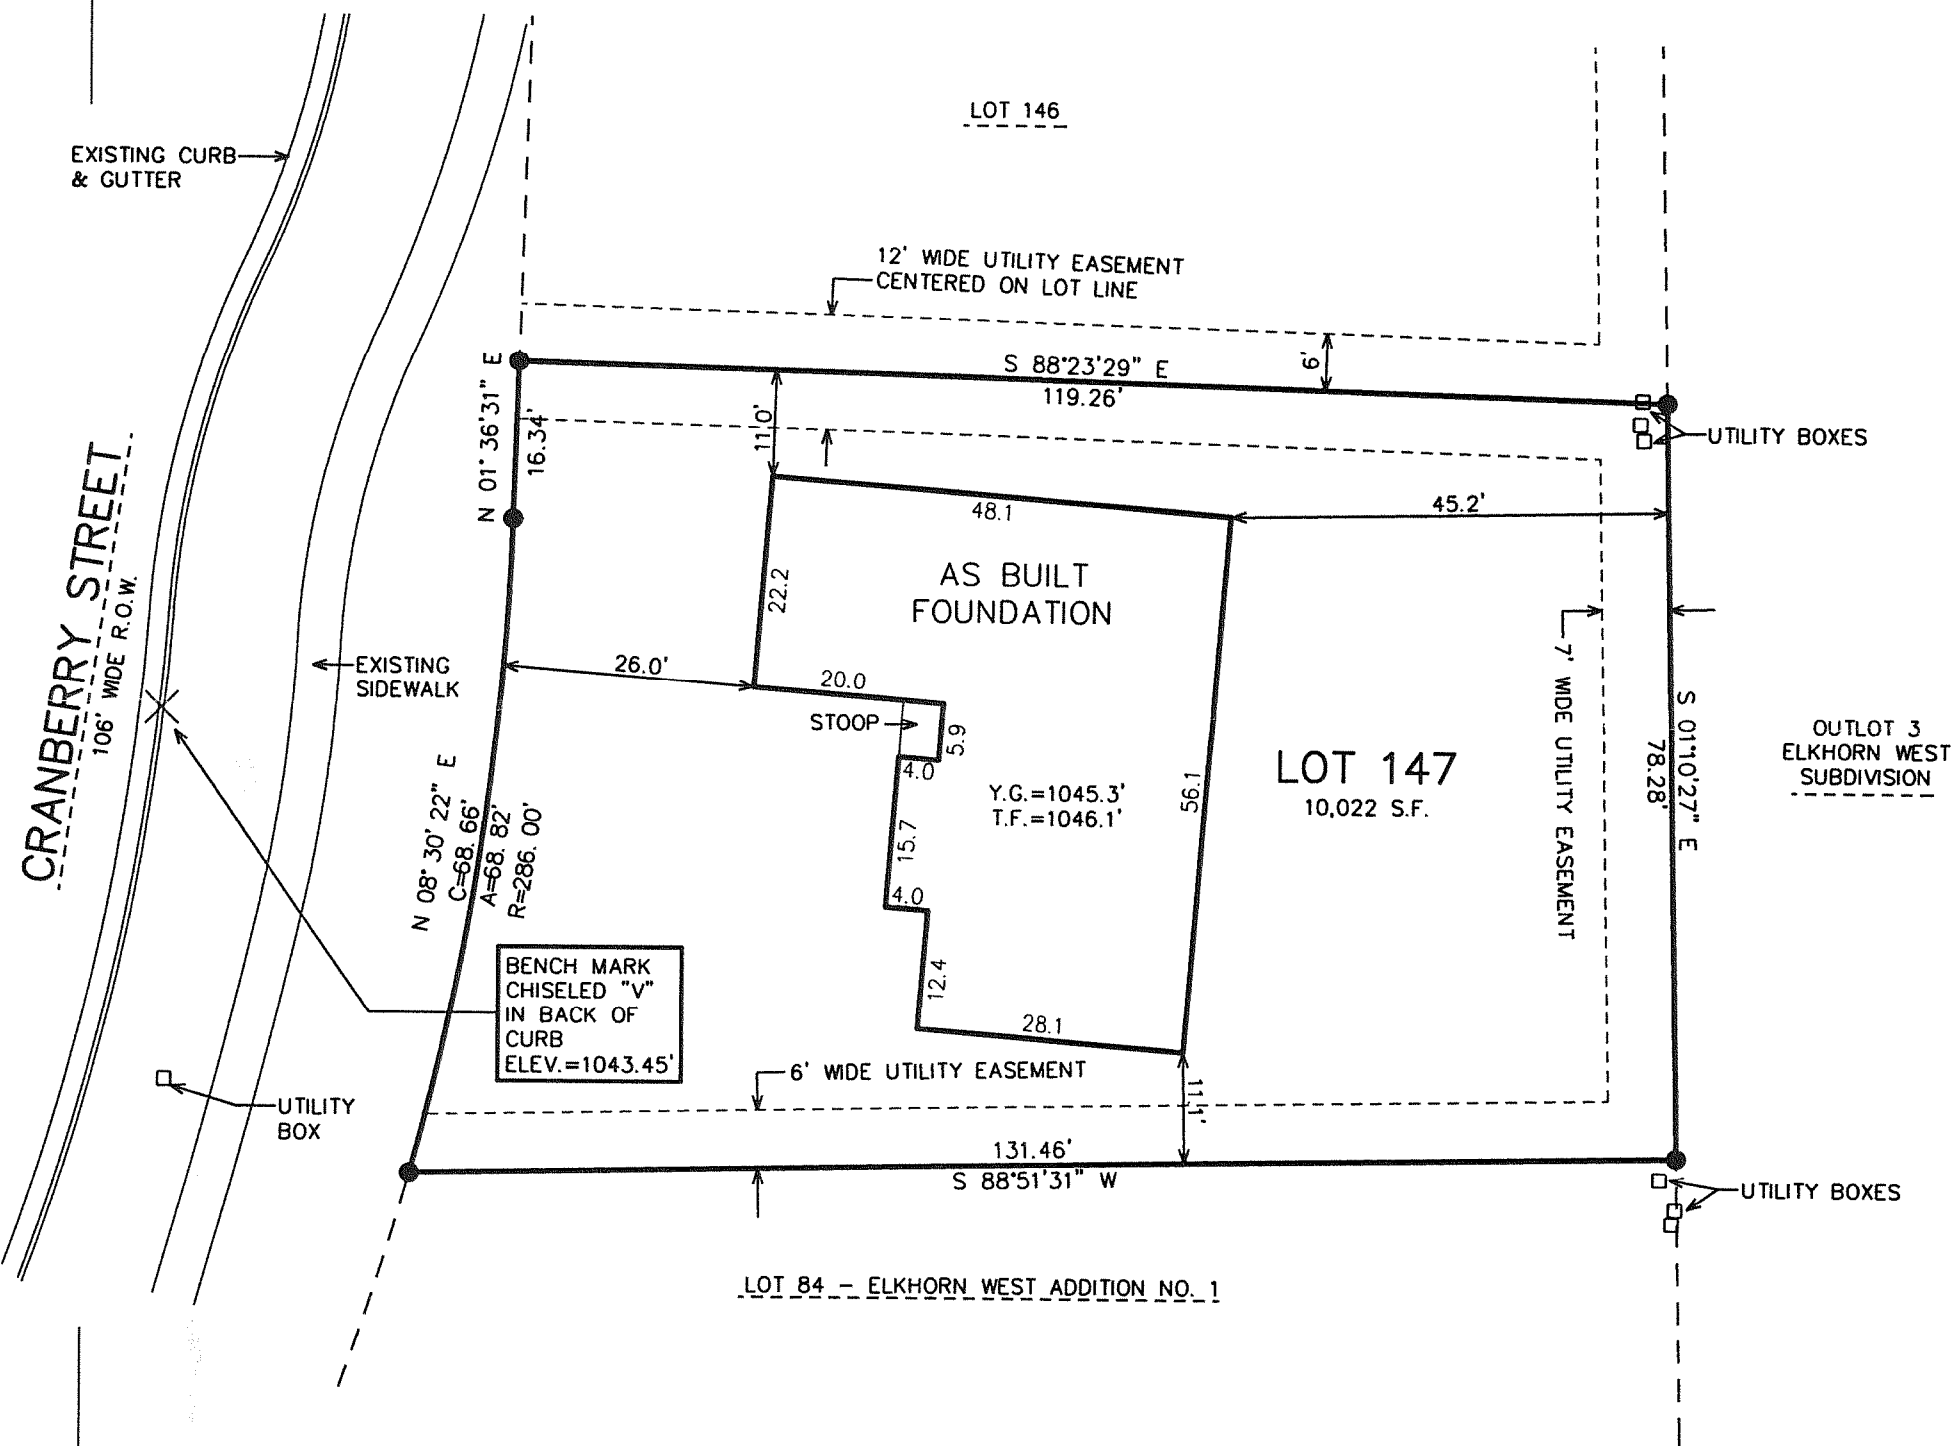 LOT 146
EXISTING CURB
& GUTTER
12' WIDE UTILITY EASEMENT
CENTERED ON LOT LINE
6'
S 88°23'29" E
119.26'
N 01° 36'31" E
16.34'
11.0'
UTILITY BOXES
CRANBERRY STREET
106' WIDE R.O.W.
48.1
45.2'
AS BUILT
FOUNDATION
22.2
26.0'
EXISTING
SIDEWALK
20.0
STOOP
5.9
4.0
7' WIDE UTILITY EASEMENT
S 01°10'27" E
78.28'
OUTLOT 3
ELKHORN WEST
SUBDIVISION
LOT 147
10,022 S.F.
Y.G.=1045.3'
T.F.=1046.1'
56.1
15.7
4.0
N 08° 30' 22" E
C=68.66'
A=68.82'
R=286.00'
12.4
28.1
BENCH MARK
CHISELED "V"
IN BACK OF
CURB
ELEV.=1043.45'
6' WIDE UTILITY EASEMENT
11.1'
UTILITY
BOX
131.46'
S 88°51'31" W
UTILITY BOXES
LOT 84 - ELKHORN WEST ADDITION NO. 1